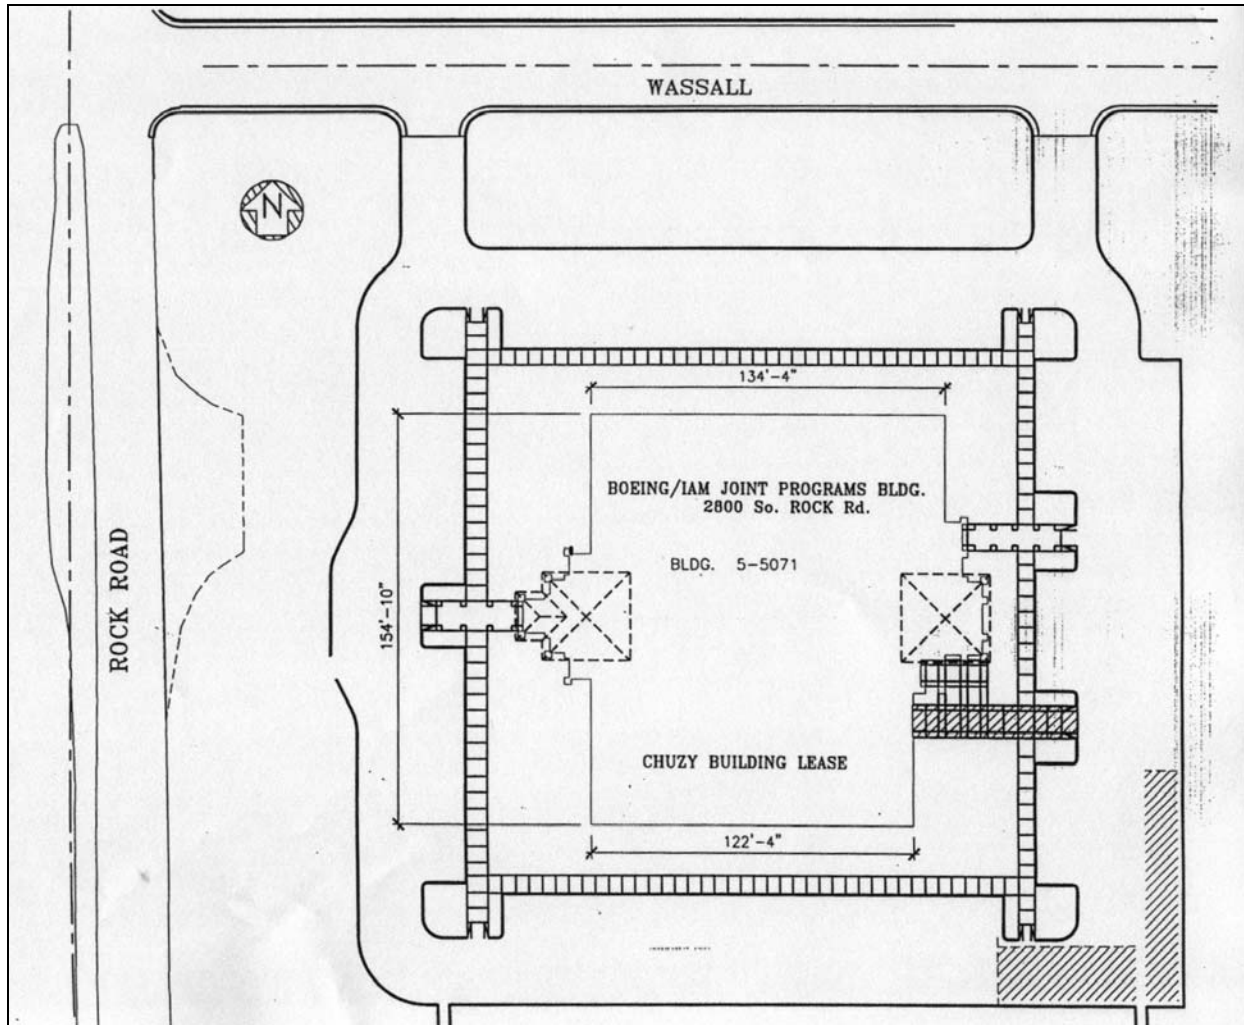 WASSALL
N
134'-4"
BOEING/IAM JOINT PROGRAMS BLDG.
2800 So. ROCK Rd.
BLDG. 5-5071
154'-10"
ROCK ROAD
CHUZY BUILDING LEASE
122'-4"